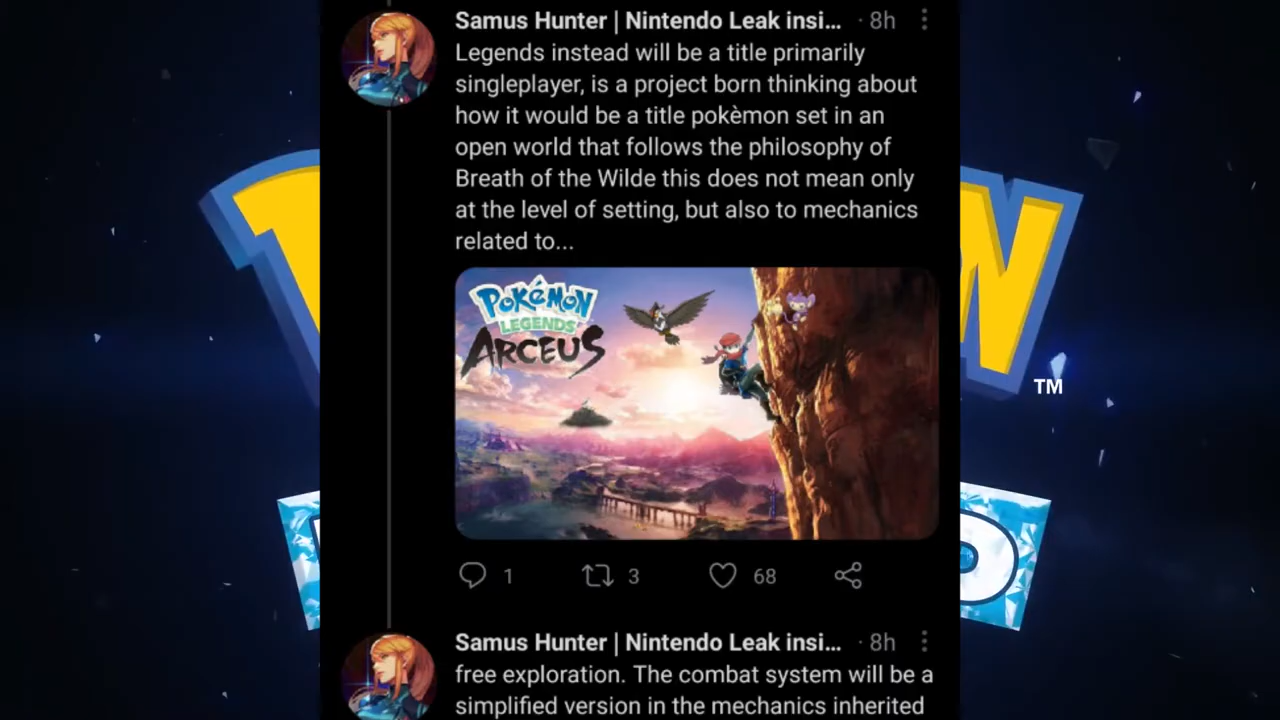 Samus Hunter | Nintendo Leak insi... · 8h
Legends instead will be a title primarily
singleplayer, is a project born thinking about
how it would be a title pokèmon set in an
open world that follows the philosophy of
Breath of the Wilde this does not mean only
at the level of setting, but also to mechanics
related to...
POKéMON
LEGENDS
ARCEUS
TM
1 3 68
Samus Hunter | Nintendo Leak insi... · 8h
free exploration. The combat system will be a
simplified version in the mechanics inherited